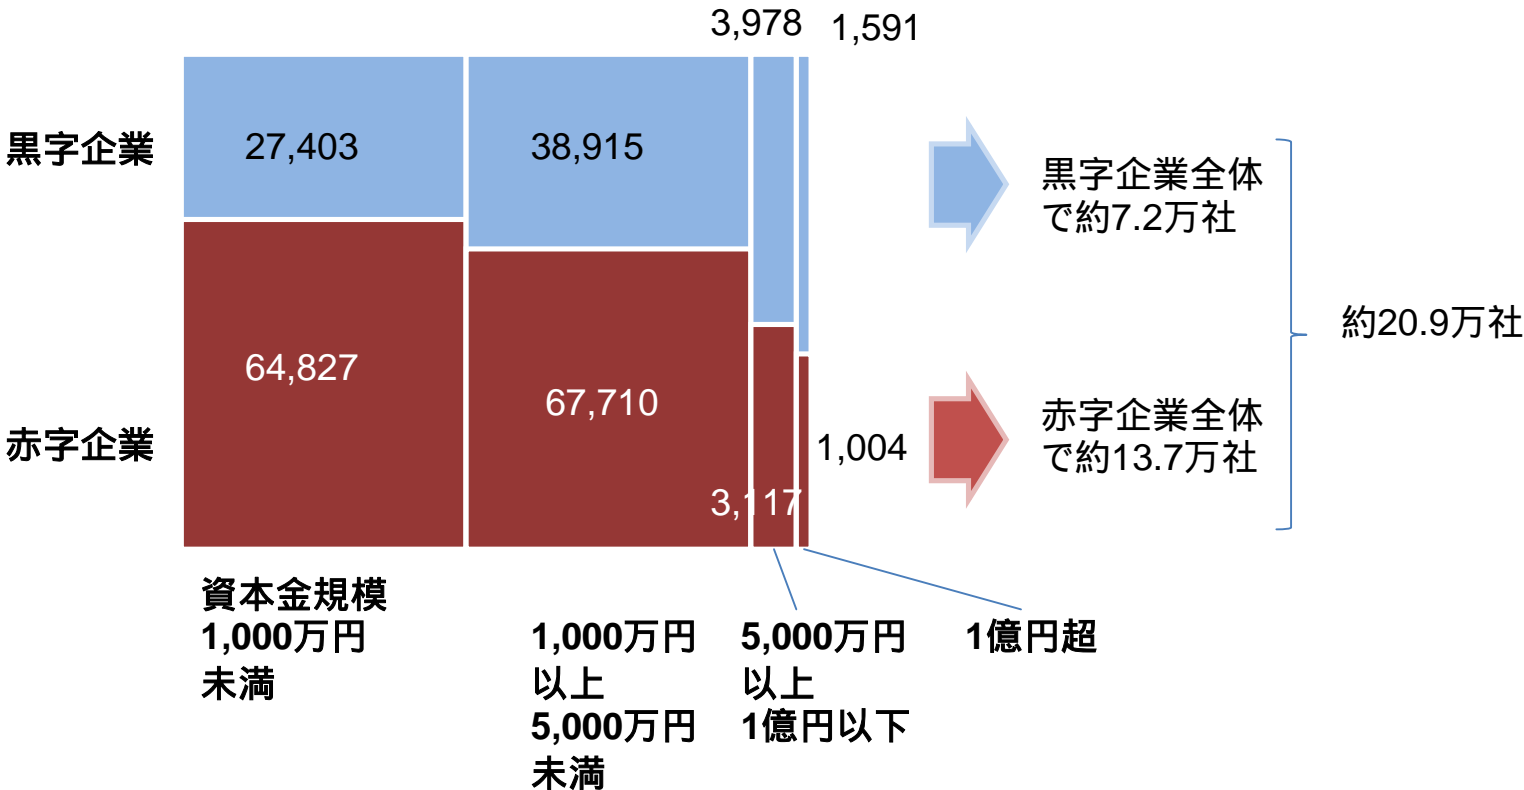 3,978
1,591
黒字企業
27,403
38,915
黒字企業全体
で約7.2万社
約20.9万社
64,827
67,710
赤字企業
3,117
1,004
赤字企業全体
で約13.7万社
資本金規模
1,000万円
未満
1,000万円
以上
5,000万円
未満
5,000万円
以上
1億円以下
1億円超